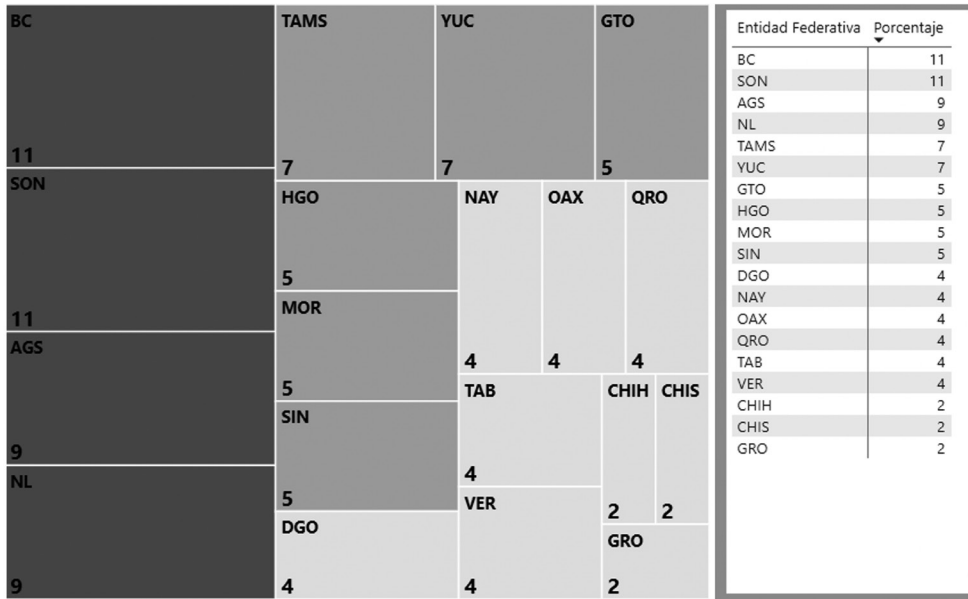 BC
11
SON
11
AGS
9
NL
9
TAMS
7
YUC
7
GTO
5
HGO
5
MOR
5
SIN
5
DGO
4
NAY
4
OAX
4
QRO
4
TAB
4
VER
4
CHIH
2
CHIS
2
GRO
2
Entidad Federativa Porcentaje
BC 11
SON 11
AGS 9
NL 9
TAMS 7
YUC 7
GTO 5
HGO 5
MOR 5
SIN 5
DGO 4
NAY 4
OAX 4
QRO 4
TAB 4
VER 4
CHIH 2
CHIS 2
GRO 2